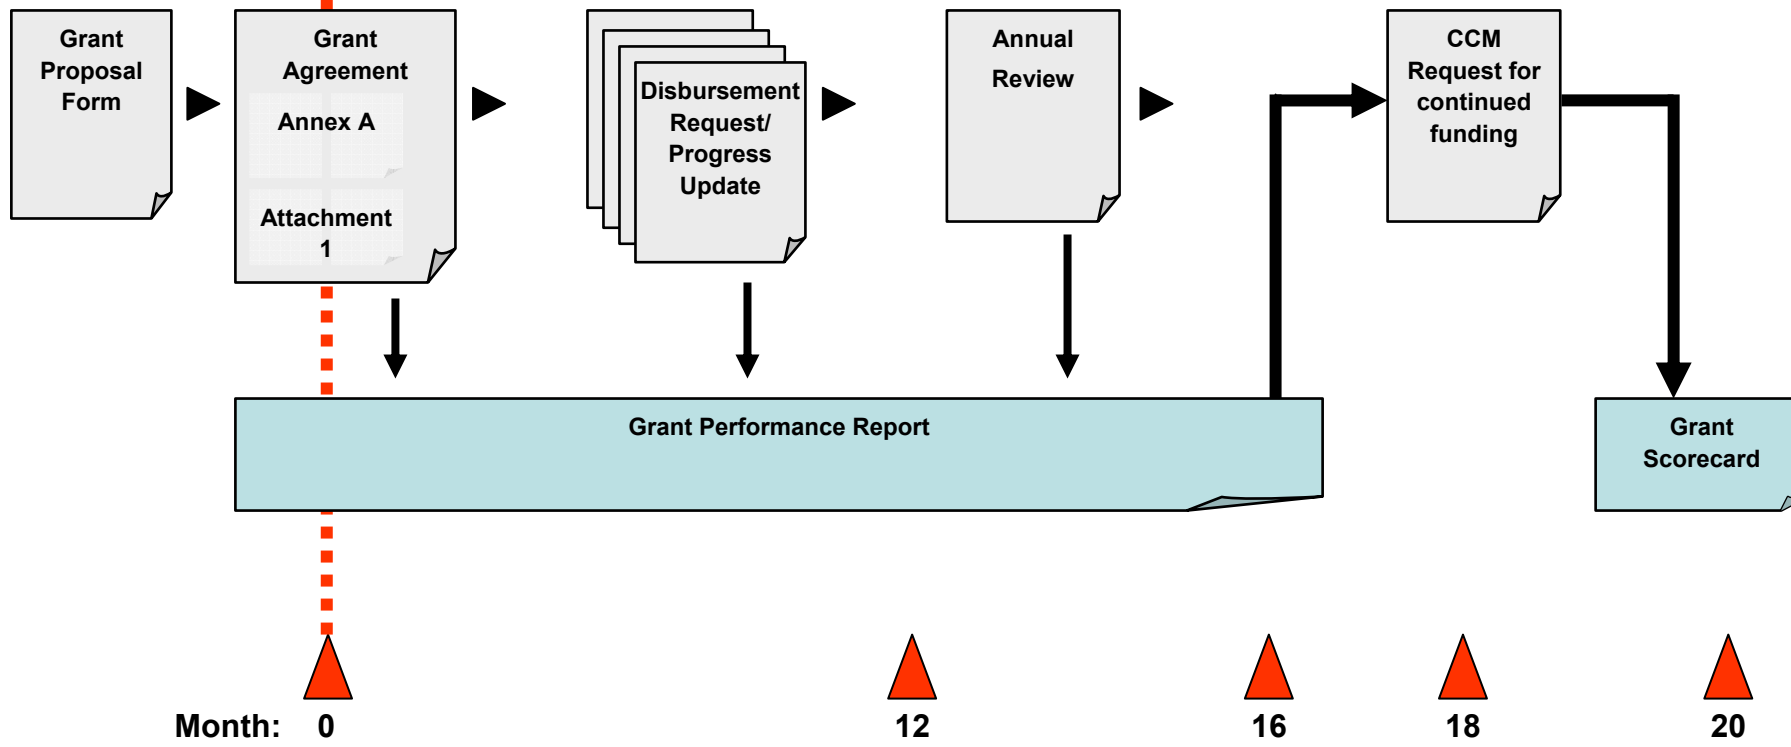 Grant
Proposal
Form
Grant
Agreement
Annex A
Attachment
1
Disbursement
Request/
Progress
Update
Annual
Review
CCM
Request for
continued
funding
Grant Performance Report
Grant
Scorecard
Month: 0 12 16 18 20